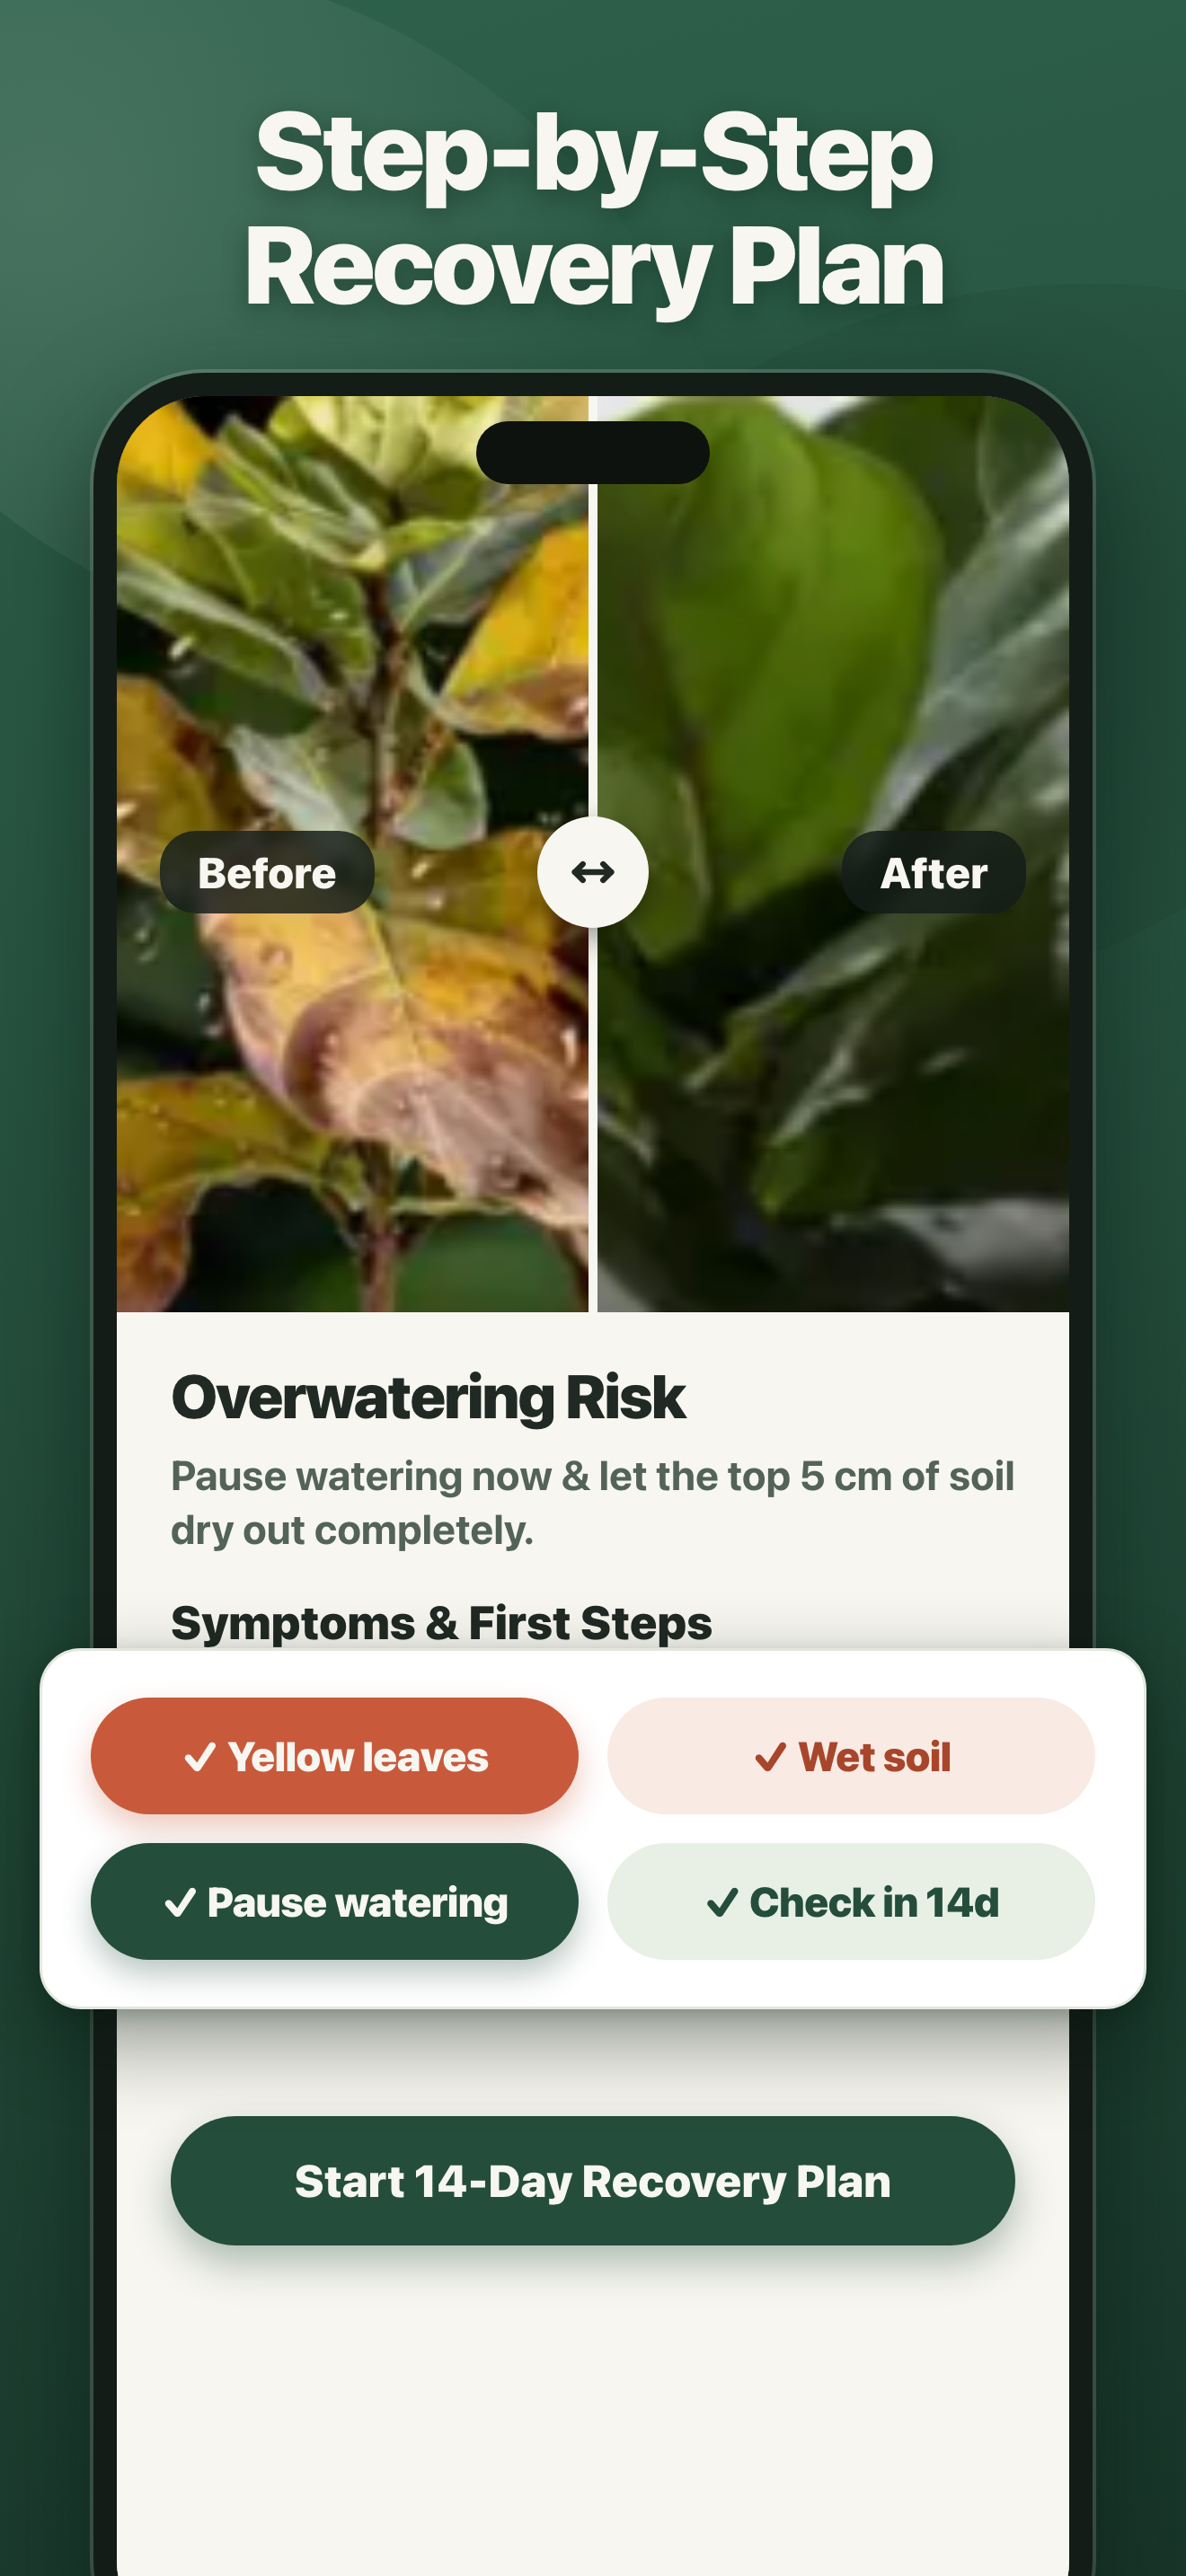 Step-by-Step
Recovery Plan
Before
After
Overwatering Risk
Pause watering now & let the top 5 cm of soil
dry out completely.
Symptoms & First Steps
✓ Yellow leaves
✓ Wet soil
✓ Pause watering
✓ Check in 14d
Start 14-Day Recovery Plan